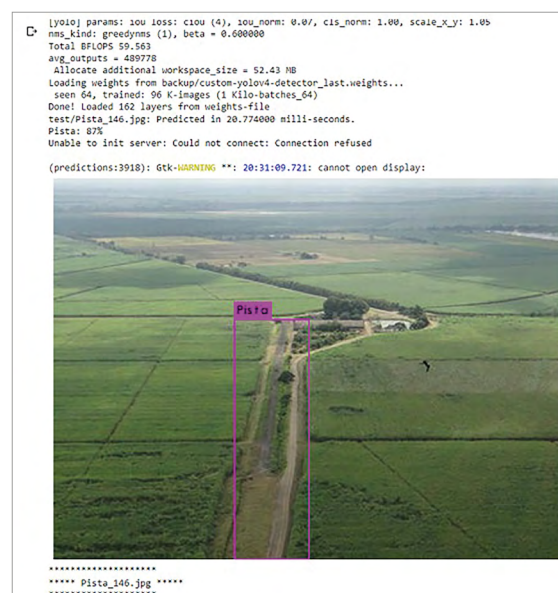 [yolo] params: iou loss: ciou (4), iou_norm: 0.07, cls_norm: 1.00, scale_x_y: 1.05
nms_kind: greedynms (1), beta = 0.600000
Total BFLOPS 59.563
avg_outputs = 489778
Allocate additional workspace_size = 52.43 MB
Loading weights from backup/custom-yolov4-detector_last.weights...
seen 64, trained: 96 K-images (1 Kilo-batches_64)
Done! Loaded 162 layers from weights-file
test/Pista_146.jpg: Predicted in 20.774000 milli-seconds.
Pista: 87%
Unable to init server: Could not connect: Connection refused
(predictions:3918): Gtk-WARNING **: 20:31:09.721: cannot open display:
Pista
********************
***** Pista_146.jpg *****
********************